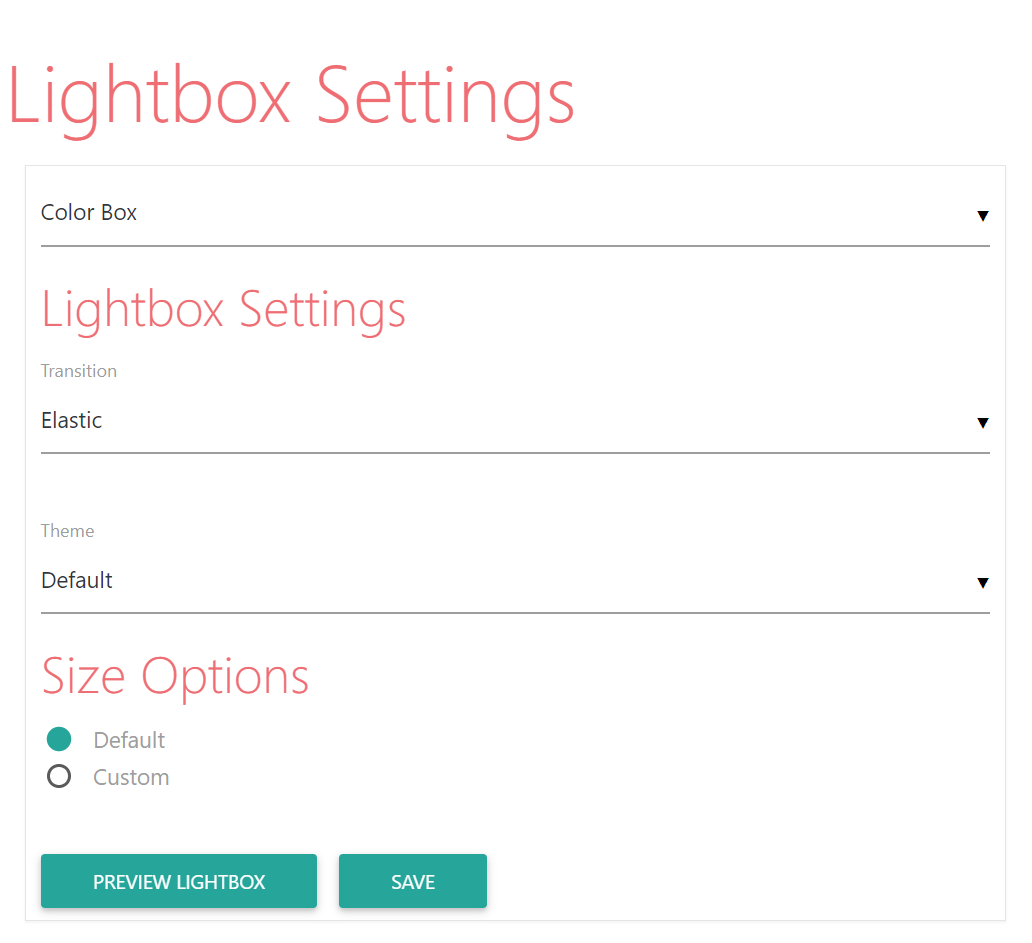 Lightbox Settings
Color Box
Lightbox Settings
Transition
Elastic
Theme
Default
Size Options
Default
Custom
PREVIEW LIGHTBOX
SAVE